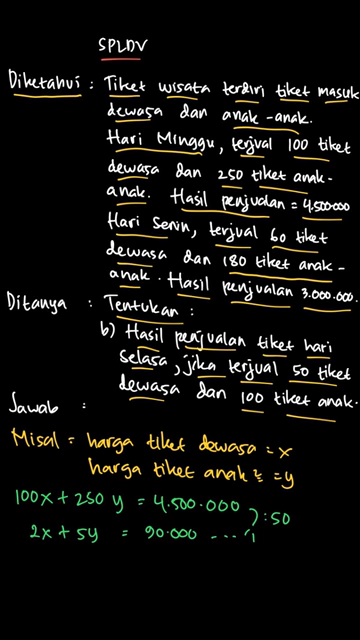 SPLDV
Diketahui : Tiket wisata terdiri tiket masuk
dewasa dan anak-anak.
Hari Minggu, terjual 100 tiket
dewasa dan 250 tiket anak-
anak. Hasil penjualan = 4.500.000
Hari Senin, terjual 60 tiket
dewasa dan 180 tiket anak-
anak. Hasil penjualan 3.000.000.
Ditanya : Tentukan :
b) Hasil penjualan tiket hari
selasa, jika terjual 50 tiket
dewasa dan 100 tiket anak.
Jawab :
Misal = harga tiket dewasa = x
harga tiket anak² = y
100x + 250 y = 4.500.000
) : 50
2x + 5y = 90.000 ... 1